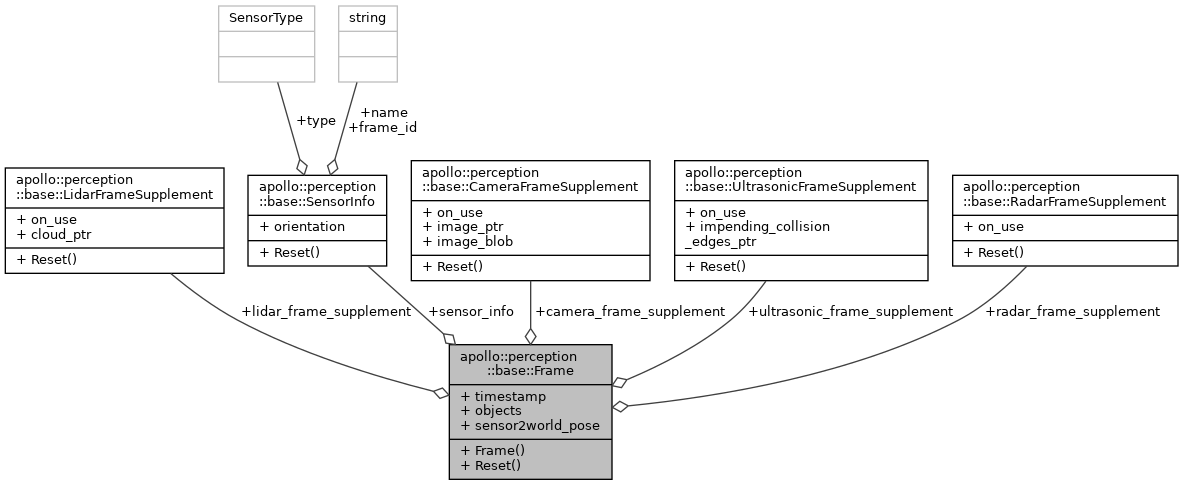 SensorType
string
+type
+name
+frame_id
apollo::perception
::base::LidarFrameSupplement
+ on_use
+ cloud_ptr
+ Reset()
apollo::perception
::base::SensorInfo
+ orientation
+ Reset()
apollo::perception
::base::CameraFrameSupplement
+ on_use
+ image_ptr
+ image_blob
+ Reset()
apollo::perception
::base::UltrasonicFrameSupplement
+ on_use
+ impending_collision
_edges_ptr
+ Reset()
apollo::perception
::base::RadarFrameSupplement
+ on_use
+ Reset()
+lidar_frame_supplement
+sensor_info
+camera_frame_supplement
+ultrasonic_frame_supplement
+radar_frame_supplement
apollo::perception
::base::Frame
+ timestamp
+ objects
+ sensor2world_pose
+ Frame()
+ Reset()